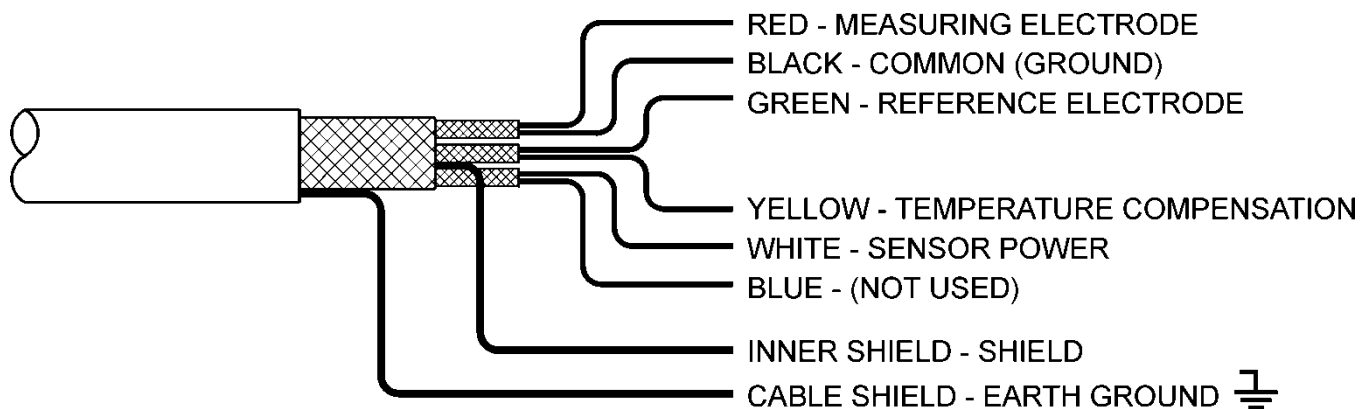 RED - MEASURING ELECTRODE
BLACK - COMMON (GROUND)
GREEN - REFERENCE ELECTRODE
YELLOW - TEMPERATURE COMPENSATION
WHITE - SENSOR POWER
BLUE - (NOT USED)
INNER SHIELD - SHIELD
CABLE SHIELD - EARTH GROUND